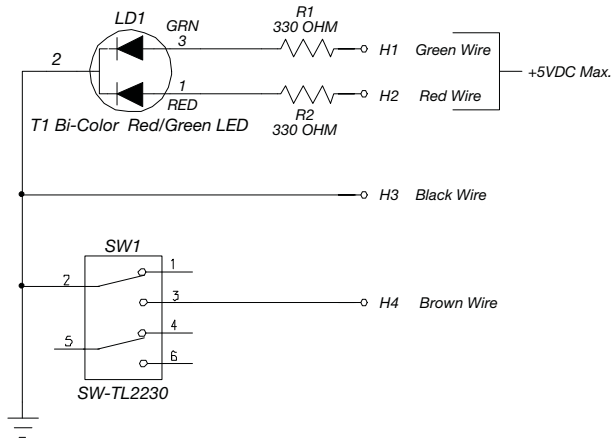 LD1
GRN
3
R1
330 OHM
H1 Green Wire
2
+5VDC Max.
1
RED
H2 Red Wire
R2
330 OHM
T1 Bi-Color Red/Green LED
H3 Black Wire
SW1
1
2
3
H4 Brown Wire
4
5
6
SW-TL2230